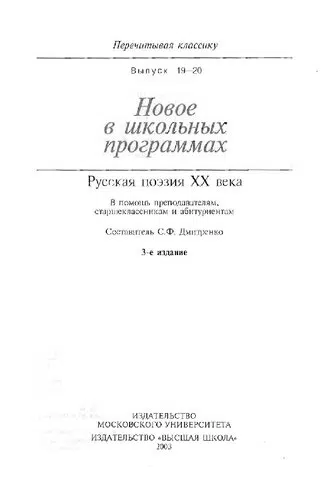 Перечитывая классику
Выпуск 19—20
Новое
в школьных
программах
Русская поэзия XX века
В помощь преподавателям,
старшеклассникам и абитуриентам
Составитель С.Ф. Дмитренко
3-е издание
ИЗДАТЕЛЬСТВО
МОСКОВСКОГО УНИВЕРСИТЕТА
ИЗДАТЕЛЬСТВО «ВЫСШАЯ ШКОЛА»
2003